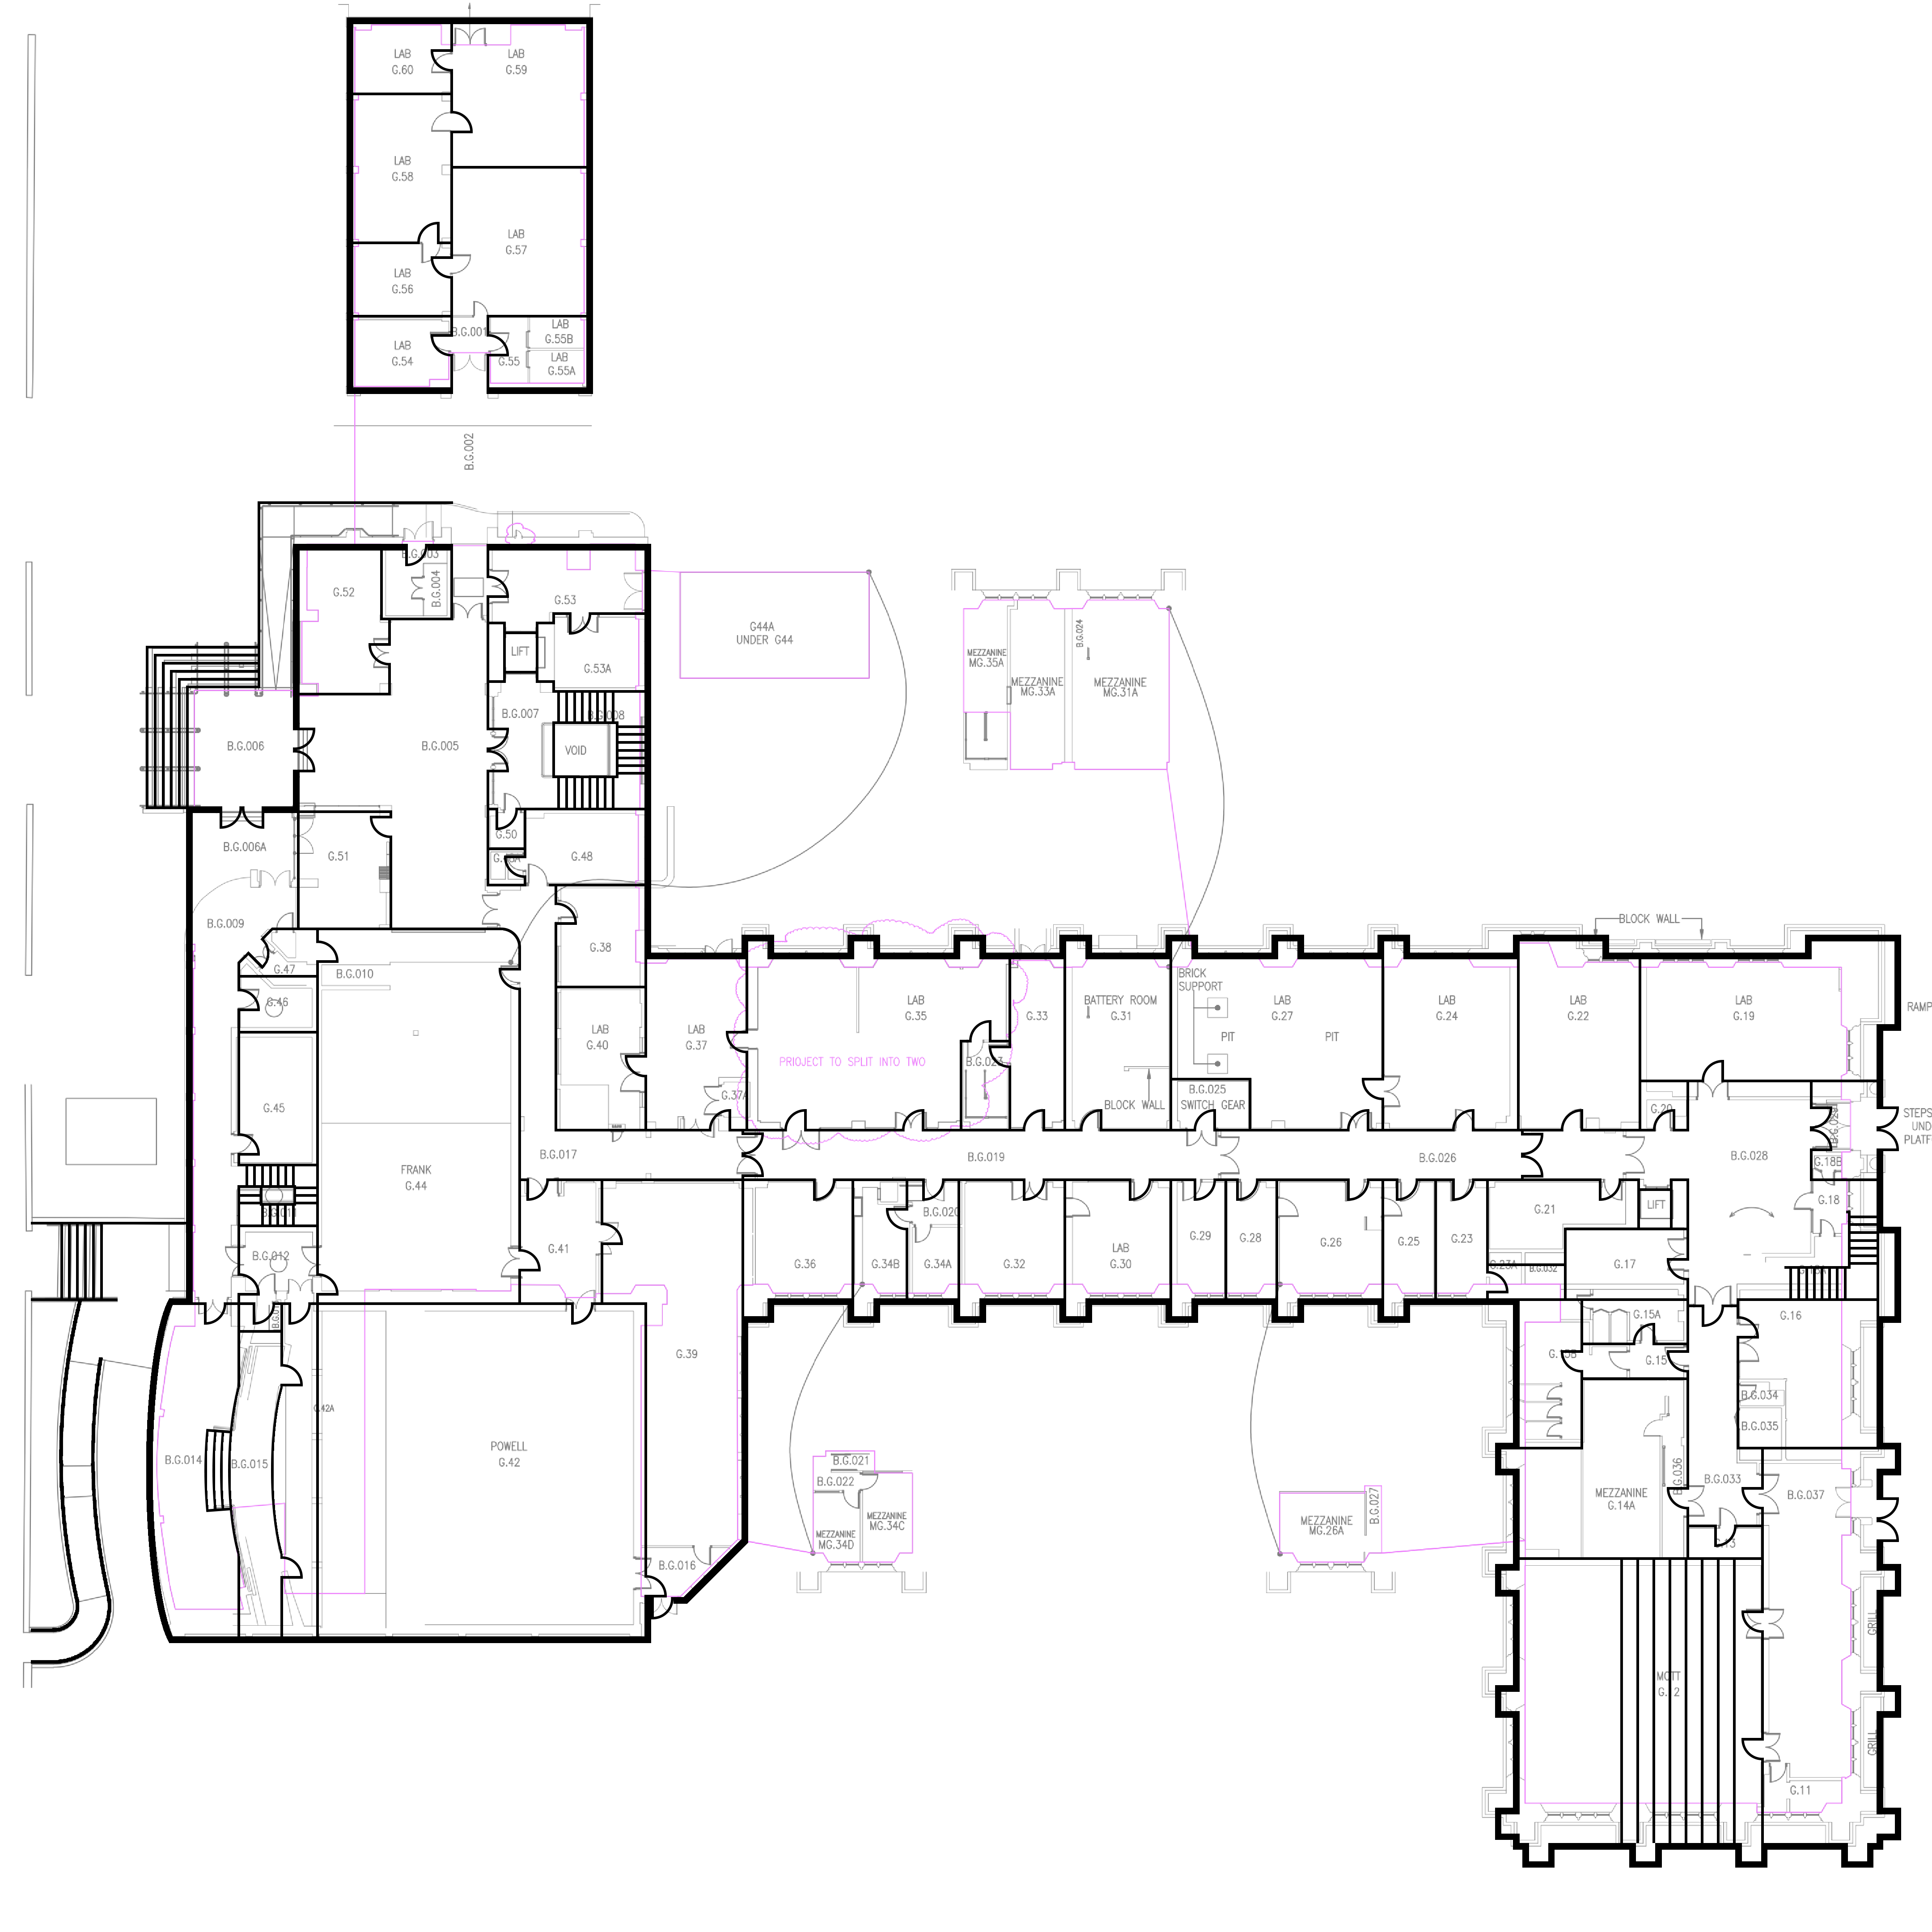 LAB
G.60
LAB
G.59
LAB
G.58
LAB
G.57
LAB
G.56
B.G.001
LAB
G.55B
LAB
G.54
G.55
LAB
G.55A
B.G.002
B.G.003
B.G.004
G.52
G.53
LIFT
G.53A
G44A
UNDER G44
MEZZANINE
MG.35A
B.G.024
MEZZANINE
MG.33A
MEZZANINE
MG.31A
B.G.007
B.G.008
B.G.006
B.G.005
VOID
B.G.006A
G.51
G.50
G.48
B.G.009
G.47
B.G.010
G.38
G.46
BLOCK WALL
BRICK
SUPPORT
LAB
G.40
LAB
G.37
LAB
G.35
G.33
BATTERY ROOM
G.31
LAB
G.27
PIT
PIT
LAB
G.24
LAB
G.22
LAB
G.19
RAMP
PRIOJECT TO SPLIT INTO TWO
G.37A
BLOCK WALL
B.G.025
SWITCH GEAR
G.20
STEPS
UND
PLATF
G.45
FRANK
G.44
B.G.017
B.G.019
B.G.026
B.G.028
G.18B
G.18
B.G.012
G.41
G.36
G.34B
B.G.020
G.34A
G.32
LAB
G.30
G.29
G.28
G.26
G.25
G.23
G.21
LIFT
G.23A
B.G.032
G.17
G.15A
G.15
G.16
G.39
G.42A
B.G.034
B.G.035
B.G.014
B.G.015
POWELL
G.42
B.G.021
B.G.022
MEZZANINE
MG.34C
MEZZANINE
MG.34D
MEZZANINE
MG.26A
B.G.027
MEZZANINE
G.14A
B.G.036
B.G.033
B.G.037
B.G.016
GRILL
MOTT
G.12
GRILL
G.11